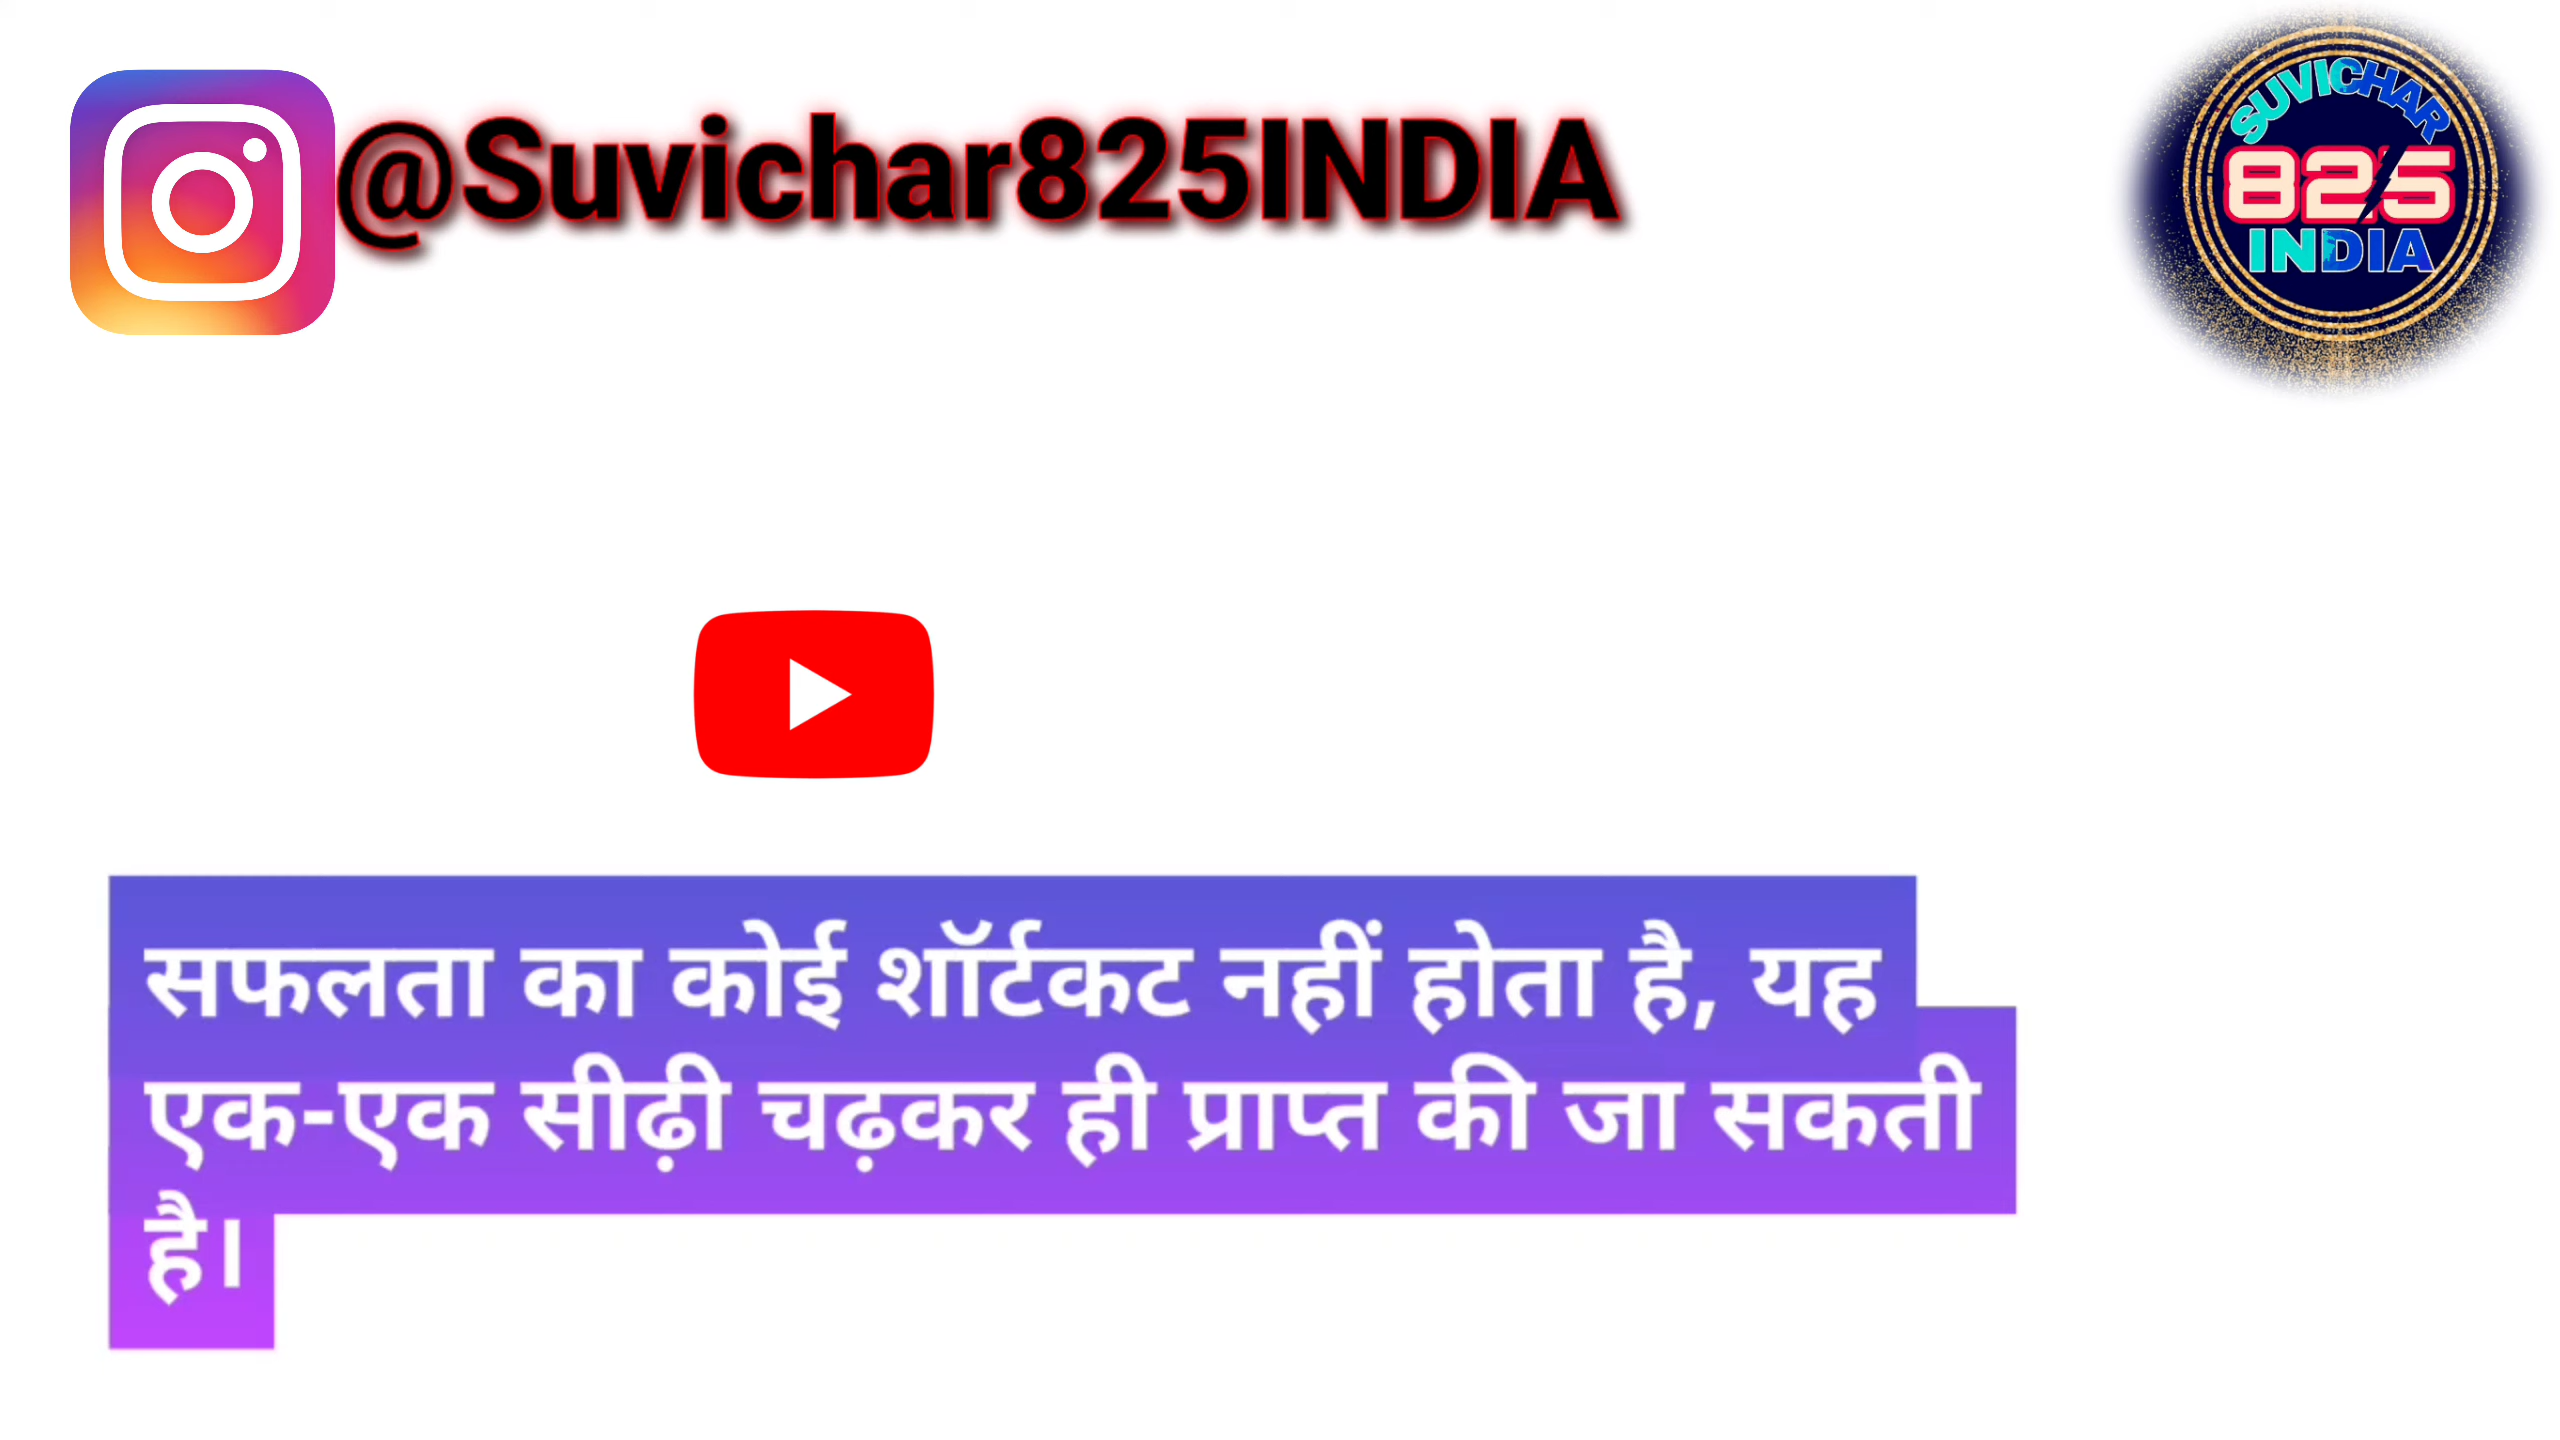 @Suvichar825INDIA
SUVICHAR
825
INDIA
सफलता का कोई शॉर्टकट नहीं होता है, यह
एक-एक सीढ़ी चढ़कर ही प्राप्त की जा सकती
है।